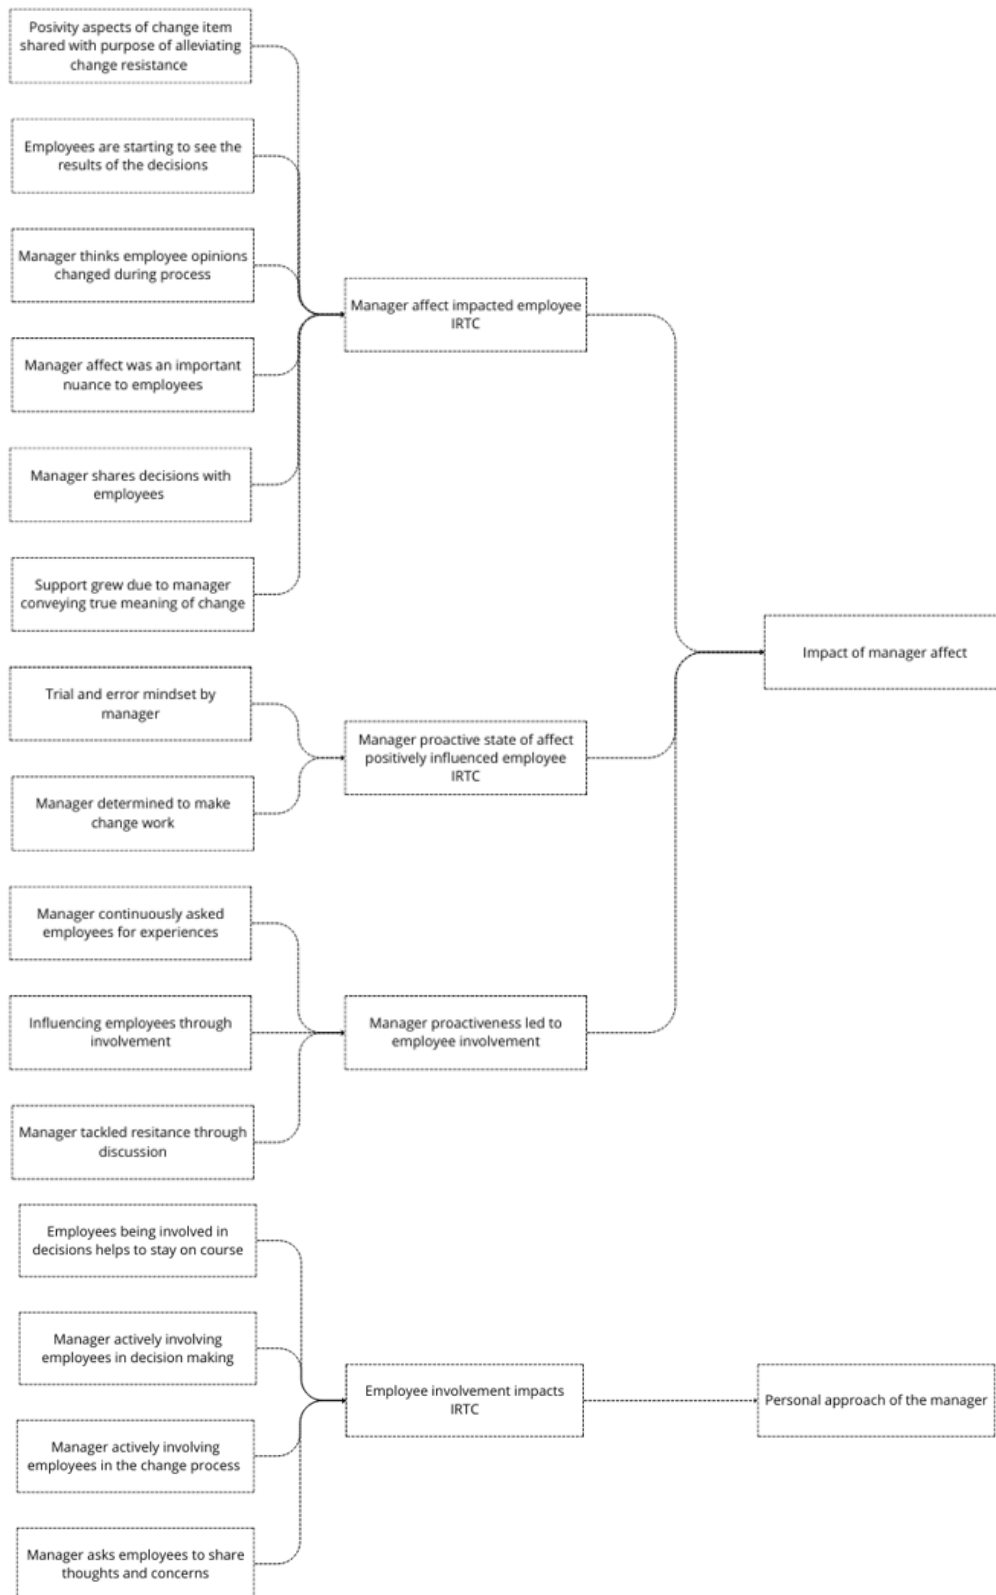 Posivity aspects of change item
shared with purpose of alleviating
change resistance
Employees are starting to see the
results of the decisions
Manager thinks employee opinions
changed during process
Manager affect impacted employee
IRTC
Manager affect was an important
nuance to employees
Manager shares decisions with
employees
Support grew due to manager
conveying true meaning of change
Impact of manager affect
Trial and error mindset by
manager
Manager proactive state of affect
positively influenced employee
IRTC
Manager determined to make
change work
Manager continuously asked
employees for experiences
Influencing employees through
involvement
Manager proactiveness led to
employee involvement
Manager tackled resitance through
discussion
Employees being involved in
decisions helps to stay on course
Manager actively involving
employees in decision making
Employee involvement impacts
IRTC
Personal approach of the manager
Manager actively involving
employees in the change process
Manager asks employees to share
thoughts and concerns